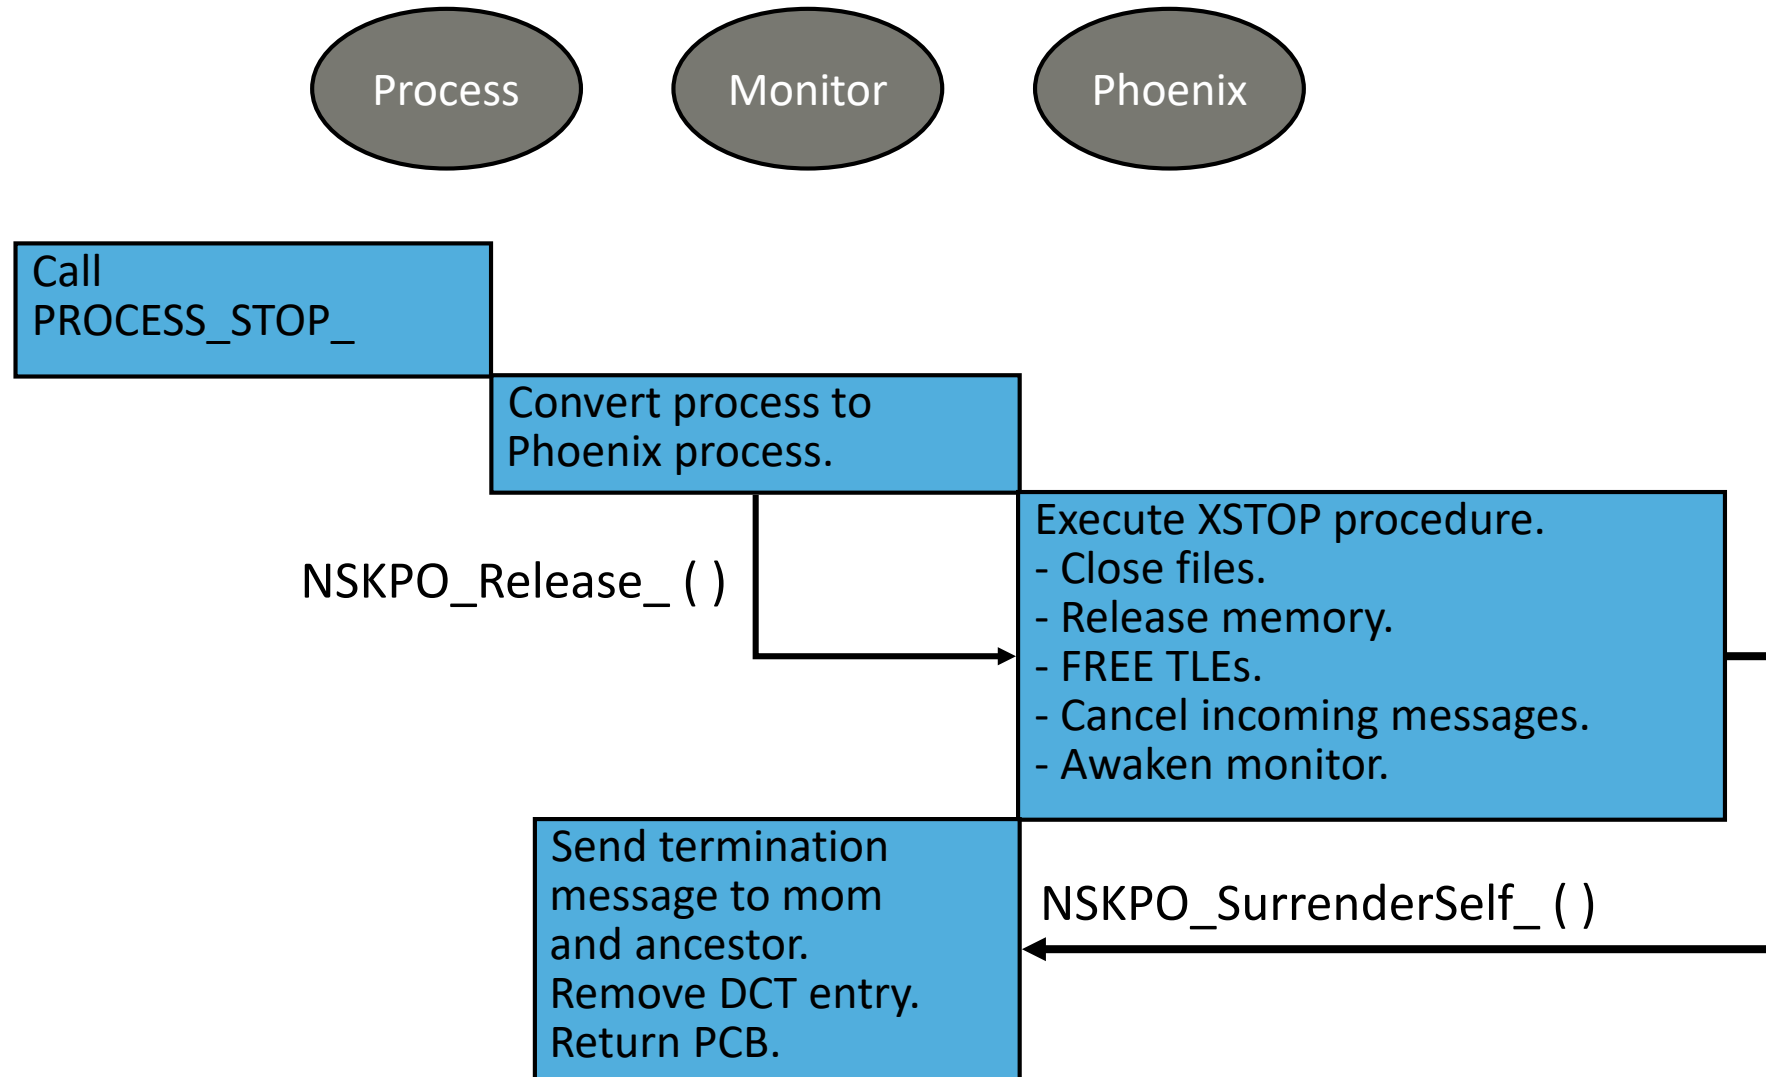 Process
Monitor
Phoenix
Call
PROCESS_STOP_
Convert process to
Phoenix process.
NSKPO_Release_ ( )
Execute XSTOP procedure.
- Close files.
- Release memory.
- FREE TLEs.
- Cancel incoming messages.
- Awaken monitor.
Send termination
message to mom
and ancestor.
Remove DCT entry.
Return PCB.
NSKPO_SurrenderSelf_ ( )